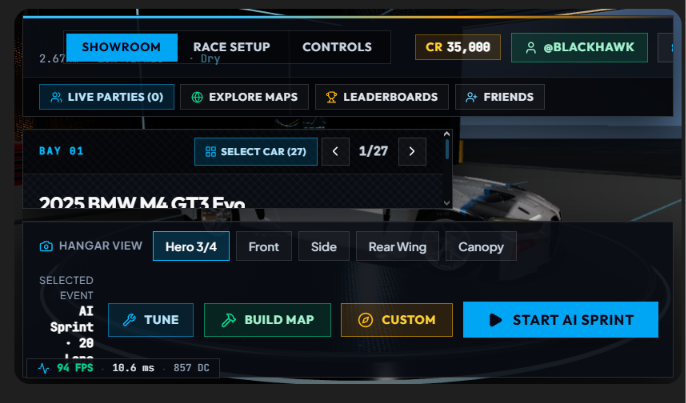 SHOWROOM RACE SETUP CONTROLS CR 35,000 @BLACKHAWK
2.67 · Dry
LIVE PARTIES (0) EXPLORE MAPS LEADERBOARDS FRIENDS
BAY 01 SELECT CAR (27) 1/27
2025 BMW M4 GT3 Evo
HANGAR VIEW Hero 3/4 Front Side Rear Wing Canopy
SELECTED
EVENT
AI
Sprint
· 20
Laps
TUNE BUILD MAP CUSTOM START AI SPRINT
94 FPS · 10.6 ms · 857 DC